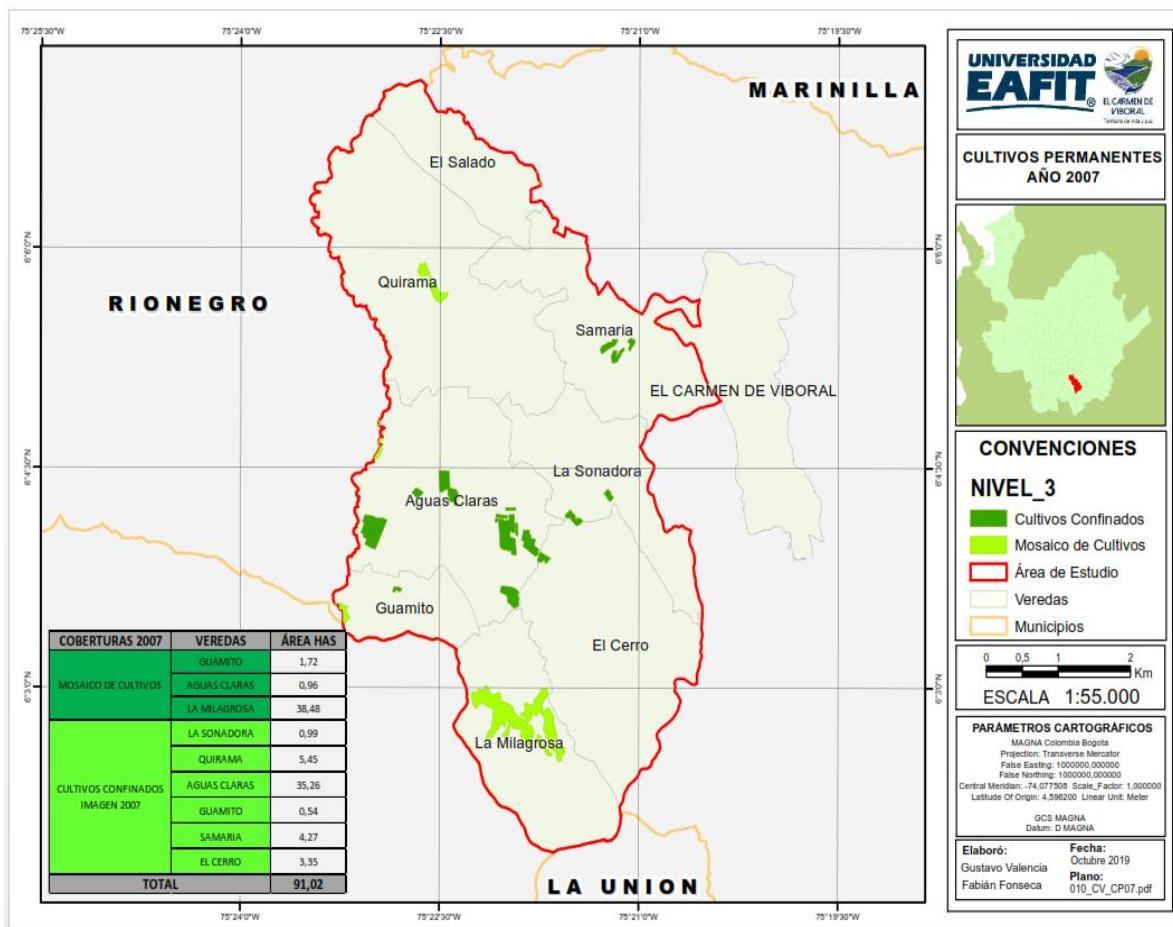 75°25'30"W 75°24'0"W 75°22'30"W 75°21'0"W 75°19'30"W
MARINILLA
El Salado
6°6'0"N 6°6'0"N
Quirama
RIONEGRO
Samaria
EL CARMEN DE VIBORAL
6°4'30"N 6°4'30"N
La Sonadora
Aguas Claras
Guamito
El Cerro
6°3'0"N 6°3'0"N
La Milagrosa
LA UNION
COBERTURAS 2007 VEREDAS ÁREA HAS
MOSAICO DE CULTIVOS
GUAMITO 1,72
AGUAS CLARAS 0,96
LA MILAGROSA 38,48
CULTIVOS CONFINADOS
IMAGEN 2007
LA SONADORA 0,99
QUIRAMA 5,45
AGUAS CLARAS 35,26
GUAMITO 0,54
SAMARIA 4,27
EL CERRO 3,35
TOTAL 91,02
75°24'0"W 75°22'30"W 75°21'0"W 75°19'30"W
UNIVERSIDAD
EAFIT®
EL CARMEN DE
VIBORAL
CULTIVOS PERMANENTES
AÑO 2007
CONVENCIONES
NIVEL_3
Cultivos Confinados
Mosaico de Cultivos
Área de Estudio
Veredas
Municipios
0 0,5 1 2
Km
ESCALA 1:55.000
PARÁMETROS CARTOGRÁFICOS
MAGNA Colombia Bogota
Projection: Transverse Mercator
False Easting: 1000000,000000
False Northing: 1000000,000000
Central Meridian: -74,077508 Scale_Factor: 1,000000
Latitude Of Origin: 4,596200 Linear Unit: Meter
GCS MAGNA
Datum: D MAGNA
Elaboró:
Gustavo Valencia
Fabián Fonseca
Fecha:
Octubre 2019
Plano:
010_CV_CP07.pdf